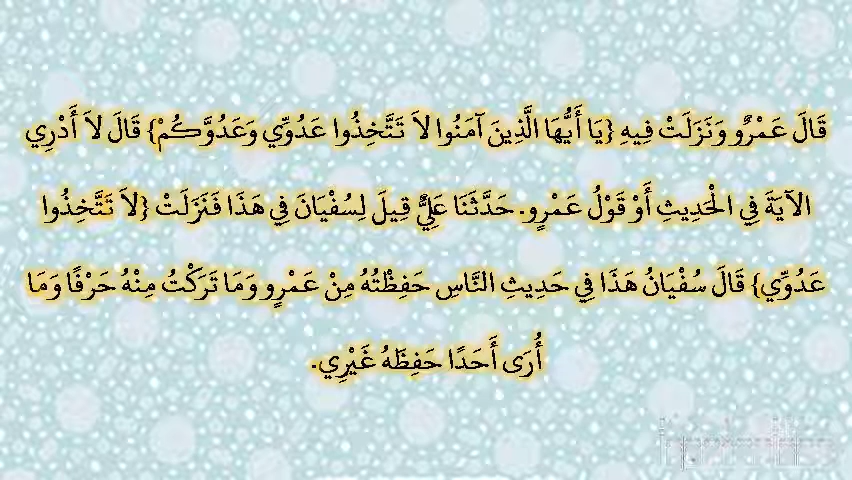 قَالَ عَمْرٌو وَنَزَلَتْ فِيهِ {يَا أَيُّهَا الَّذِينَ آمَنُوا لاَ تَتَّخِذُوا عَدُوِّي وَعَدُوَّكُمْ} قَالَ لاَ أَدْرِي
الآيَةَ فِي الْحَدِيثِ أَوْ قَوْلُ عَمْرٍو. حَدَّثَنَا عَلِيٌّ قِيلَ لِسُفْيَانَ فِي هَذَا فَنَزَلَتْ {لاَ تَتَّخِذُوا
عَدُوِّي} قَالَ سُفْيَانُ هَذَا فِي حَدِيثِ النَّاسِ حَفِظْتُهُ مِنْ عَمْرٍو وَمَا تَرَكْتُ مِنْهُ حَرْفًا وَمَا
أُرَى أَحَدًا حَفِظَهُ غَيْرِي.